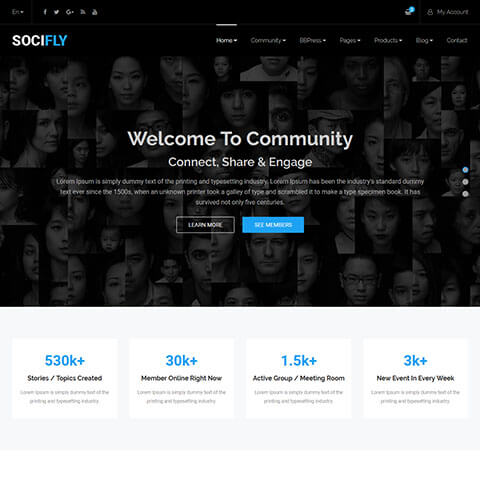 En
My Account
SOCIFLY
Home Community BBPress Pages Products Blog Contact
Welcome To Community
Connect, Share & Engage
Lorem Ipsum is simply dummy text of the printing and typesetting industry. Lorem Ipsum has been the industry's standard dummy
text ever since the 1500s, when an unknown printer took a galley of type and scrambled it to make a type specimen book. It has
survived not only five centuries.
LEARN MORE SEE MEMBERS
530k+
Stories / Topics Created
Lorem Ipsum is simply dummy text of the
printing and typesetting industry.
30k+
Member Online Right Now
Lorem Ipsum is simply dummy text of the
printing and typesetting industry.
1.5k+
Active Group / Meeting Room
Lorem Ipsum is simply dummy text of the
printing and typesetting industry.
3k+
New Event In Every Week
Lorem Ipsum is simply dummy text of the
printing and typesetting industry.